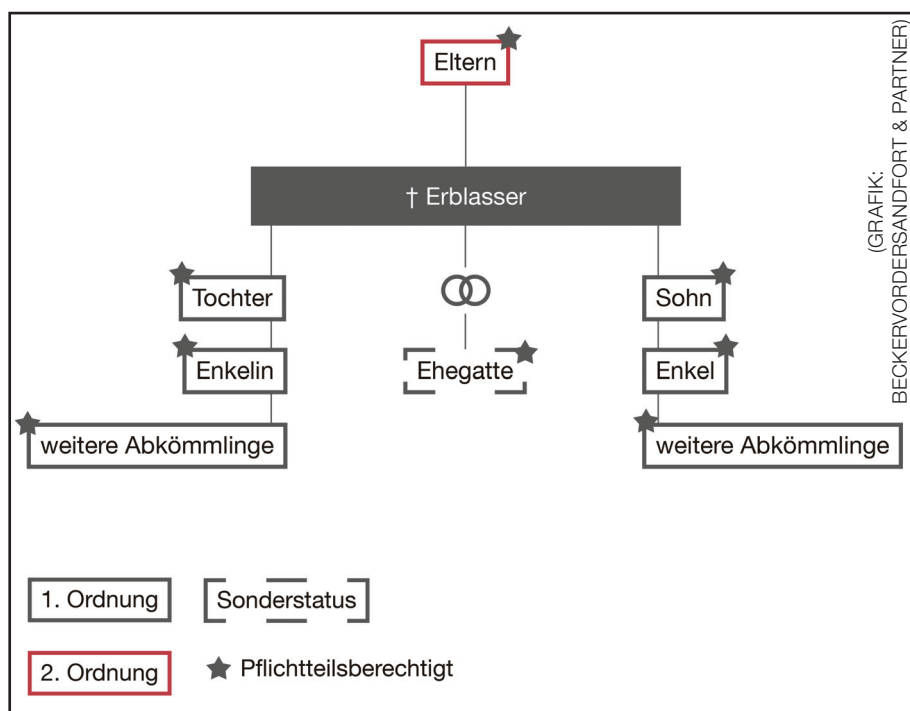 Eltern
† Erblasser
Tochter
Sohn
Enkelin
Ehegatte
Enkel
weitere Abkömmlinge
weitere Abkömmlinge
1. Ordnung
Sonderstatus
2. Ordnung
Pflichtteilsberechtigt
(GRAFIK:
BECKERVORDERSANDFORT & PARTNER)